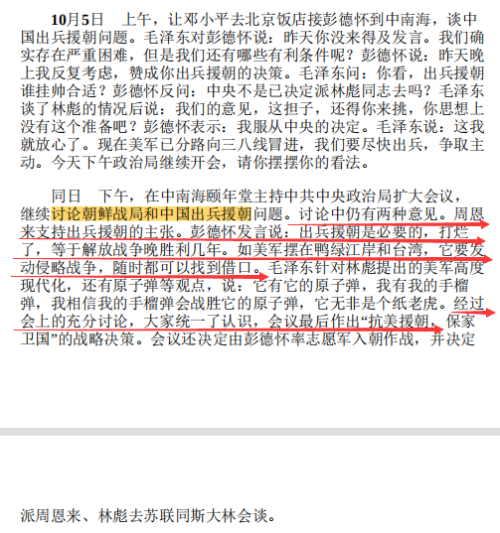 10月5日　上午，让邓小平去北京饭店接彭德怀到中南海，谈中
国出兵援朝问题。毛泽东对彭德怀说：昨天你没来得及发言。我们确
实存在严重困难，但是我们还有哪些有利条件呢？彭德怀说：昨天晚
上我反复考虑，赞成你出兵援朝的决策。毛泽东问：你看，出兵援朝
谁挂帅合适？彭德怀反问：中央不是已决定派林彪同志去吗？毛泽东
谈了林彪的情况后说：我们的意见，这担子，还得你来挑，你思想上
没有这个准备吧？彭德怀表示：我服从中央的决定。毛泽东说：这我
就放心了。现在美军已分路向三八线冒进，我们要尽快出兵，争取主
动。今天下午政治局继续开会，请你摆摆你的看法。
同日　下午，在中南海颐年堂主持中共中央政治局扩大会议，
继续讨论朝鲜战局和中国出兵援朝问题。讨论中仍有两种意见。周恩
来支持出兵援朝的主张。彭德怀发言说：出兵援朝是必要的，打烂
了，等于解放战争晚胜利几年。如美军摆在鸭绿江岸和台湾，它要发
动侵略战争，随时都可以找到借口。毛泽东针对林彪提出的美军高度
现代化，还有原子弹等观点，说：它有它的原子弹，我有我的手榴
弹，我相信我的手榴弹会战胜它的原子弹，它无非是个纸老虎。经过
会上的充分讨论，大家统一了认识，会议最后作出“抗美援朝，保家
卫国”的战略决策。会议还决定由彭德怀率志愿军入朝作战，并决定
派周恩来、林彪去苏联同斯大林会谈。